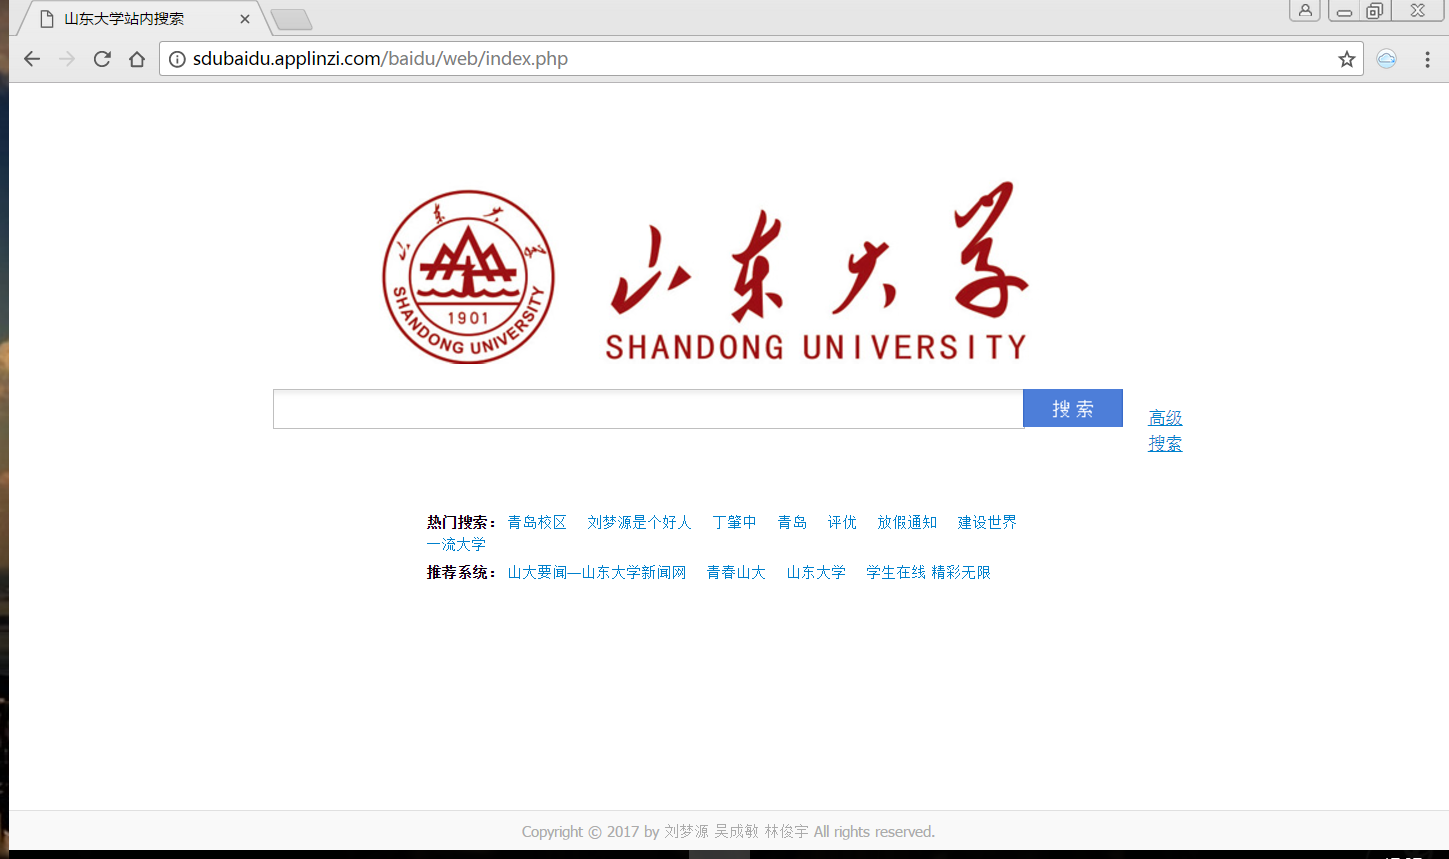 山东大学站内搜索
sdubaidu.applinzi.com/baidu/web/index.php
山东大学
1901
SHANDONG UNIVERSITY
山东大学
SHANDONG UNIVERSITY
搜 索
高级
搜索
热门搜索： 青岛校区 刘梦源是个好人 丁肇中 青岛 评优 放假通知 建设世界
一流大学
推荐系统： 山大要闻—山东大学新闻网 青春山大 山东大学 学生在线 精彩无限
Copyright © 2017 by 刘梦源 吴成敏 林俊宇 All rights reserved.